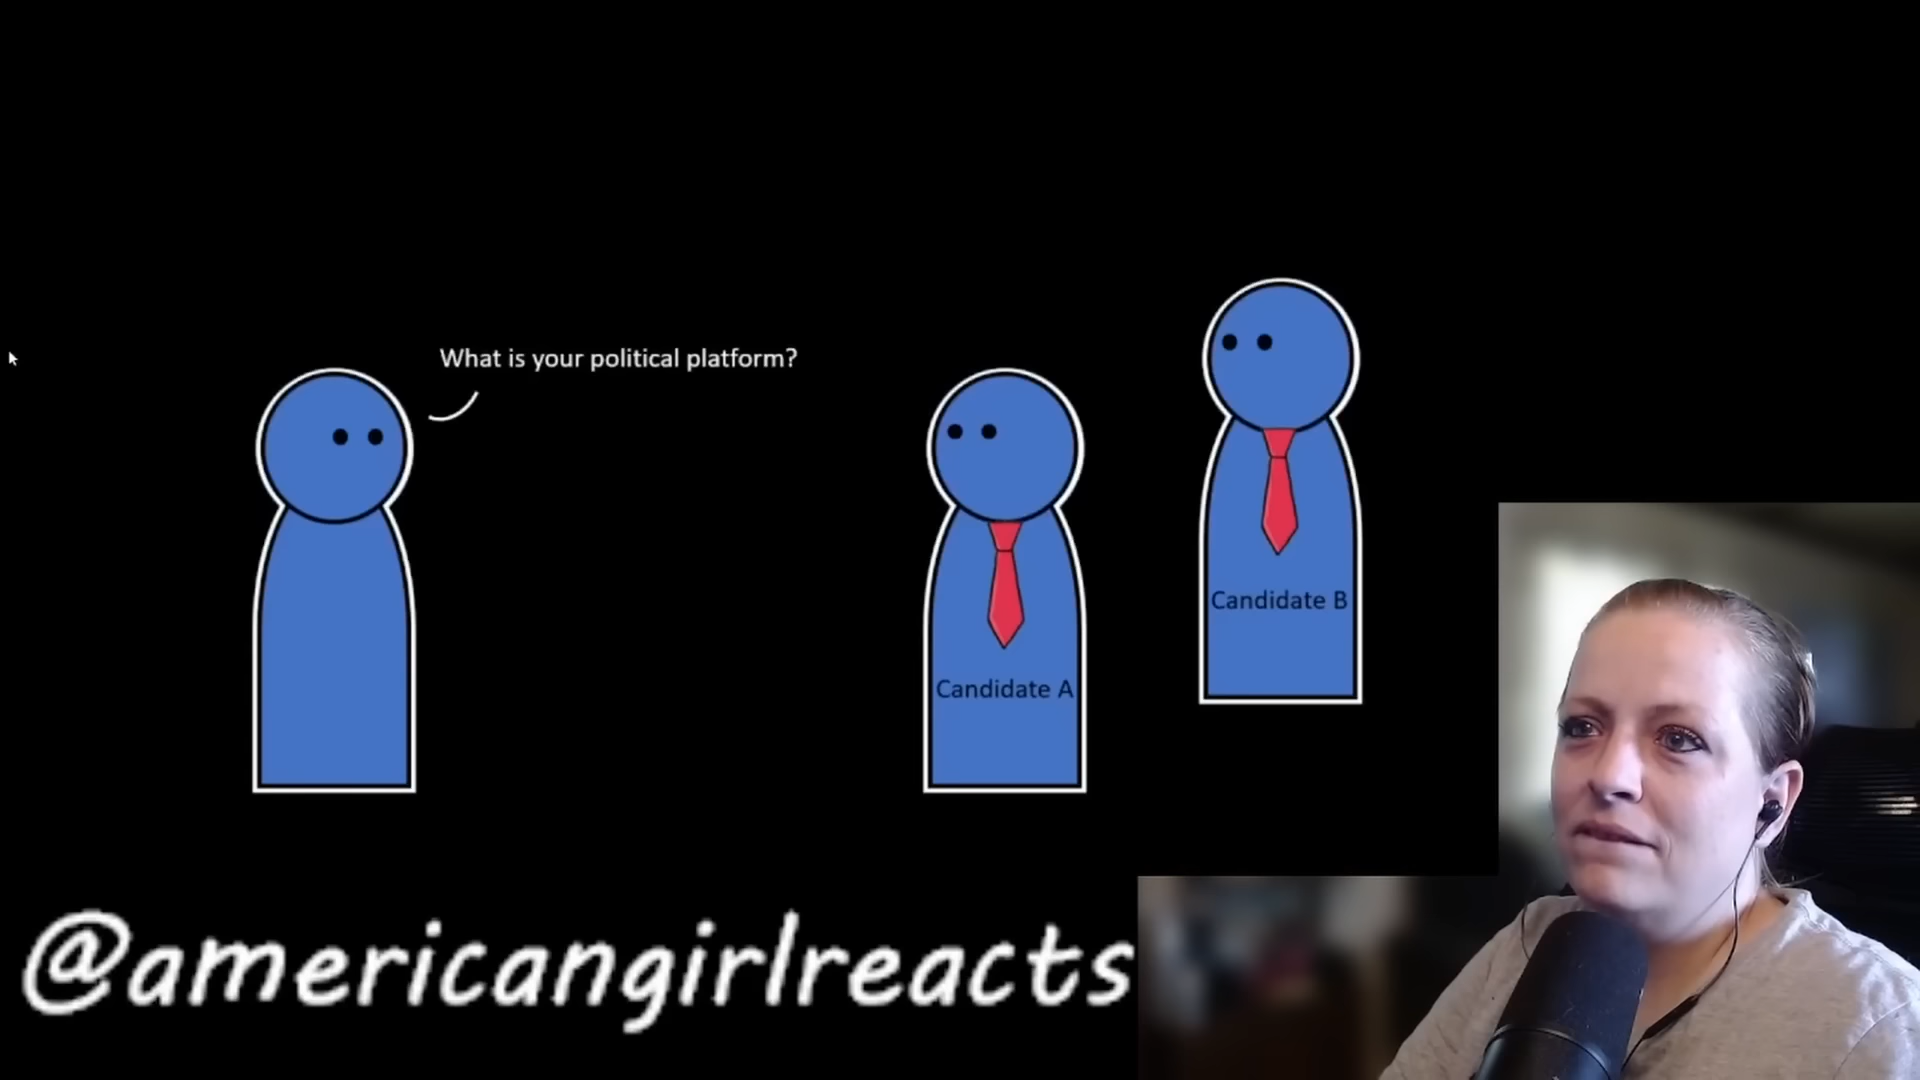 What is your political platform?
Candidate B
Candidate A
@americangirlreacts